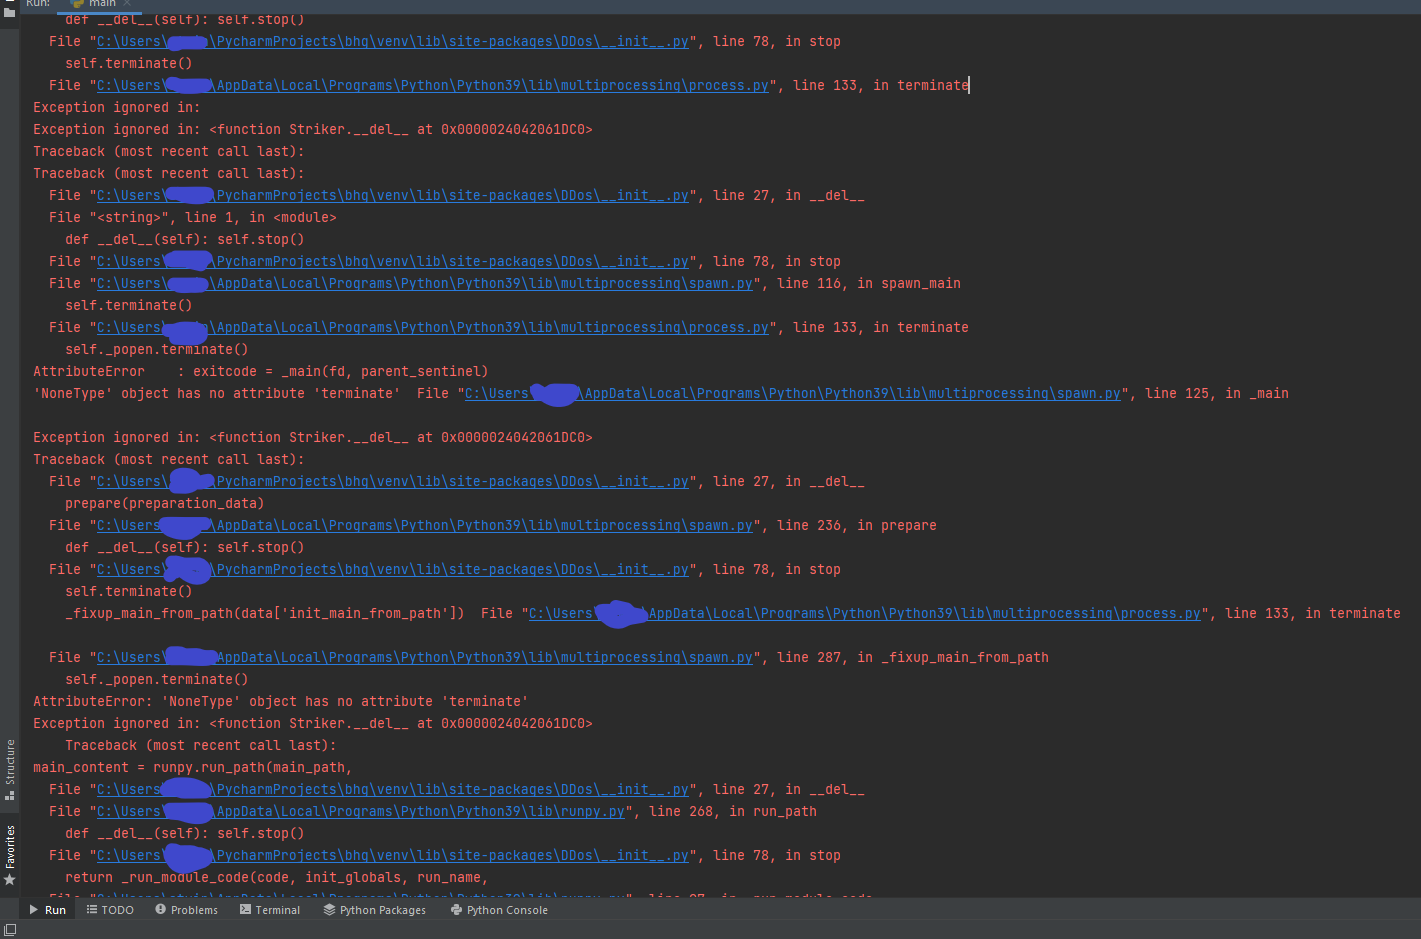 Run: main ×
def __del__(self): self.stop()
File "C:\Users\ \PycharmProjects\bhq\venv\lib\site-packages\DDos\__init__.py", line 78, in stop
self.terminate()
File "C:\Users\ \AppData\Local\Programs\Python\Python39\lib\multiprocessing\process.py", line 133, in terminate
Exception ignored in:
Exception ignored in: <function Striker.__del__ at 0x0000024042061DC0>
Traceback (most recent call last):
Traceback (most recent call last):
File "C:\Users\ \PycharmProjects\bhq\venv\lib\site-packages\DDos\__init__.py", line 27, in __del__
File "<string>", line 1, in <module>
def __del__(self): self.stop()
File "C:\Users\ \PycharmProjects\bhq\venv\lib\site-packages\DDos\__init__.py", line 78, in stop
File "C:\Users\ \AppData\Local\Programs\Python\Python39\lib\multiprocessing\spawn.py", line 116, in spawn_main
self.terminate()
File "C:\Users\ \AppData\Local\Programs\Python\Python39\lib\multiprocessing\process.py", line 133, in terminate
self._popen.terminate()
AttributeError    : exitcode = _main(fd, parent_sentinel)
'NoneType' object has no attribute 'terminate'  File "C:\Users\ \AppData\Local\Programs\Python\Python39\lib\multiprocessing\spawn.py", line 125, in _main
Exception ignored in: <function Striker.__del__ at 0x0000024042061DC0>
Traceback (most recent call last):
File "C:\Users\ \PycharmProjects\bhq\venv\lib\site-packages\DDos\__init__.py", line 27, in __del__
prepare(preparation_data)
File "C:\Users \AppData\Local\Programs\Python\Python39\lib\multiprocessing\spawn.py", line 236, in prepare
def __del__(self): self.stop()
File "C:\Users\ \PycharmProjects\bhq\venv\lib\site-packages\DDos\__init__.py", line 78, in stop
self.terminate()
_fixup_main_from_path(data['init_main_from_path'])  File "C:\Users\ \AppData\Local\Programs\Python\Python39\lib\multiprocessing\process.py", line 133, in terminate
File "C:\Users\ AppData\Local\Programs\Python\Python39\lib\multiprocessing\spawn.py", line 287, in _fixup_main_from_path
self._popen.terminate()
AttributeError: 'NoneType' object has no attribute 'terminate'
Exception ignored in: <function Striker.__del__ at 0x0000024042061DC0>
Traceback (most recent call last):
main_content = runpy.run_path(main_path,
File "C:\Users \PycharmProjects\bhq\venv\lib\site-packages\DDos\__init__.py", line 27, in __del__
File "C:\Users\ \AppData\Local\Programs\Python\Python39\lib\runpy.py", line 268, in run_path
def __del__(self): self.stop()
File "C:\Users\ \PycharmProjects\bhq\venv\lib\site-packages\DDos\__init__.py", line 78, in stop
return _run_module_code(code, init_globals, run_name,
Structure
Favorites
Run TODO Problems Terminal Python Packages Python Console